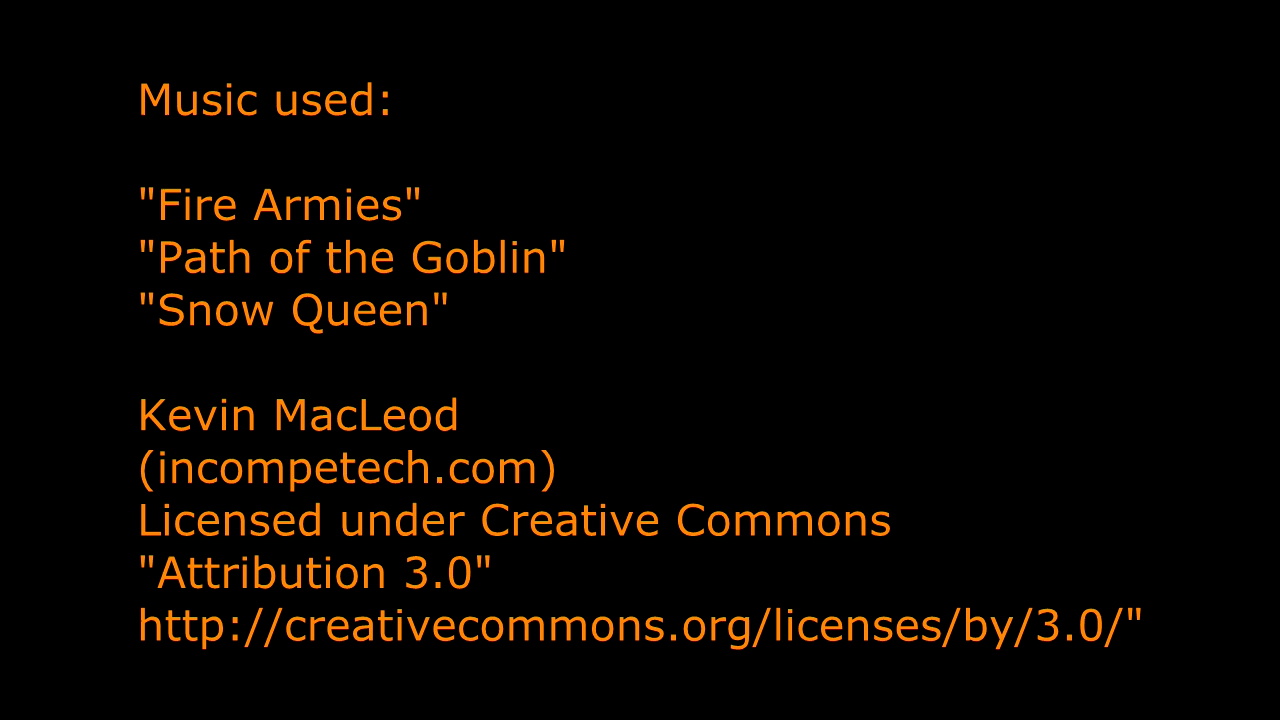 Music used:
"Fire Armies"
"Path of the Goblin"
"Snow Queen"
Kevin MacLeod
(incompetech.com)
Licensed under Creative Commons
"Attribution 3.0"
http://creativecommons.org/licenses/by/3.0/"